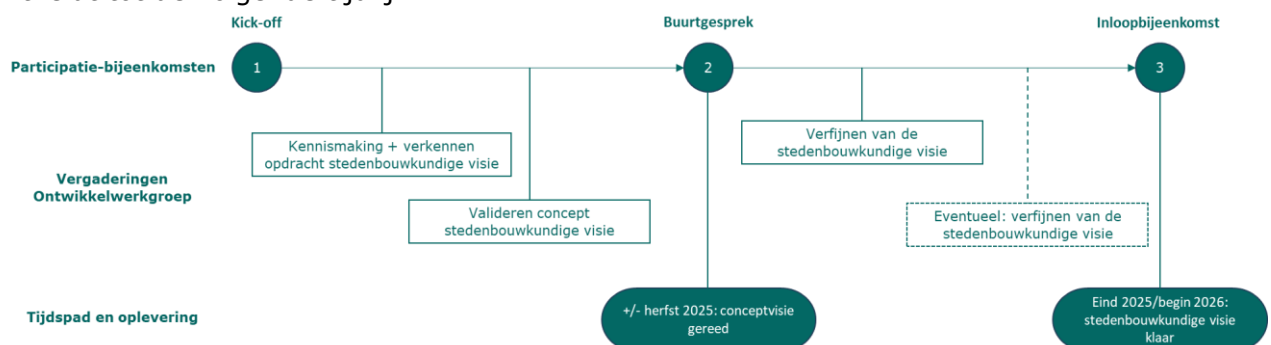 Kick-off
Buurtgesprek
Inloopbijeenkomst
Participatie-bijeenkomsten
1
2
3
Kennismaking + verkennen
opdracht stedenbouwkundige visie
Verfijnen van de
stedenbouwkundige visie
Vergaderingen
Ontwikkelwerkgroep
Valideren concept
stedenbouwkundige visie
Eventueel: verfijnen van de
stedenbouwkundige visie
Tijdspad en oplevering
+/- herfst 2025: conceptvisie
gereed
Eind 2025/begin 2026:
stedenbouwkundige visie
klaar